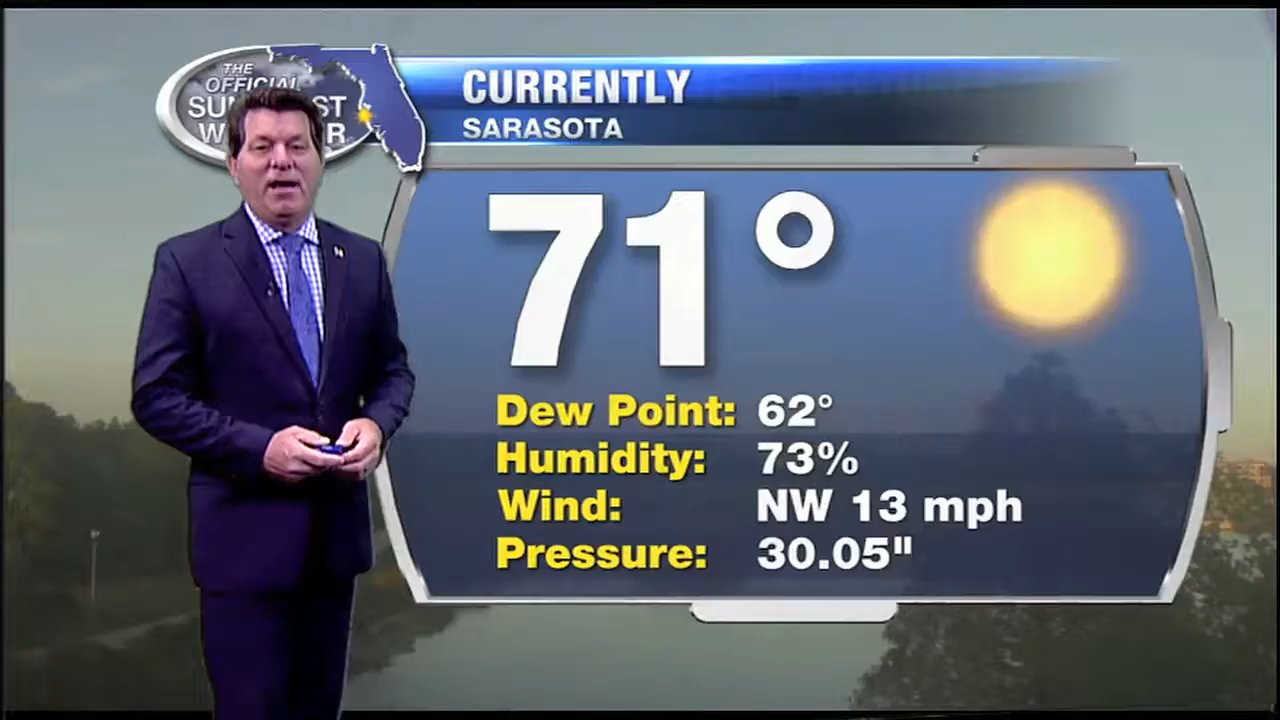 THE
OFFICIAL
CURRENTLY
SARASOTA
71°
Dew Point: 62°
Humidity: 73%
Wind: NW 13 mph
Pressure: 30.05"